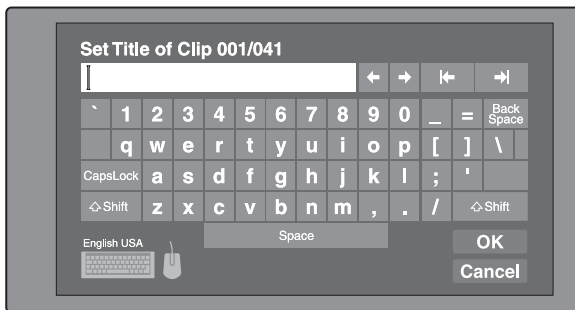 Set Title of Clip 001/041
` 1 2 3 4 5 6 7 8 9 0 _ = Back Space
q w e r t y u i o p [ ] \
CapsLock a s d f g h j k l ; '
Shift z x c v b n m , . / Shift
English USA Space OK
Cancel